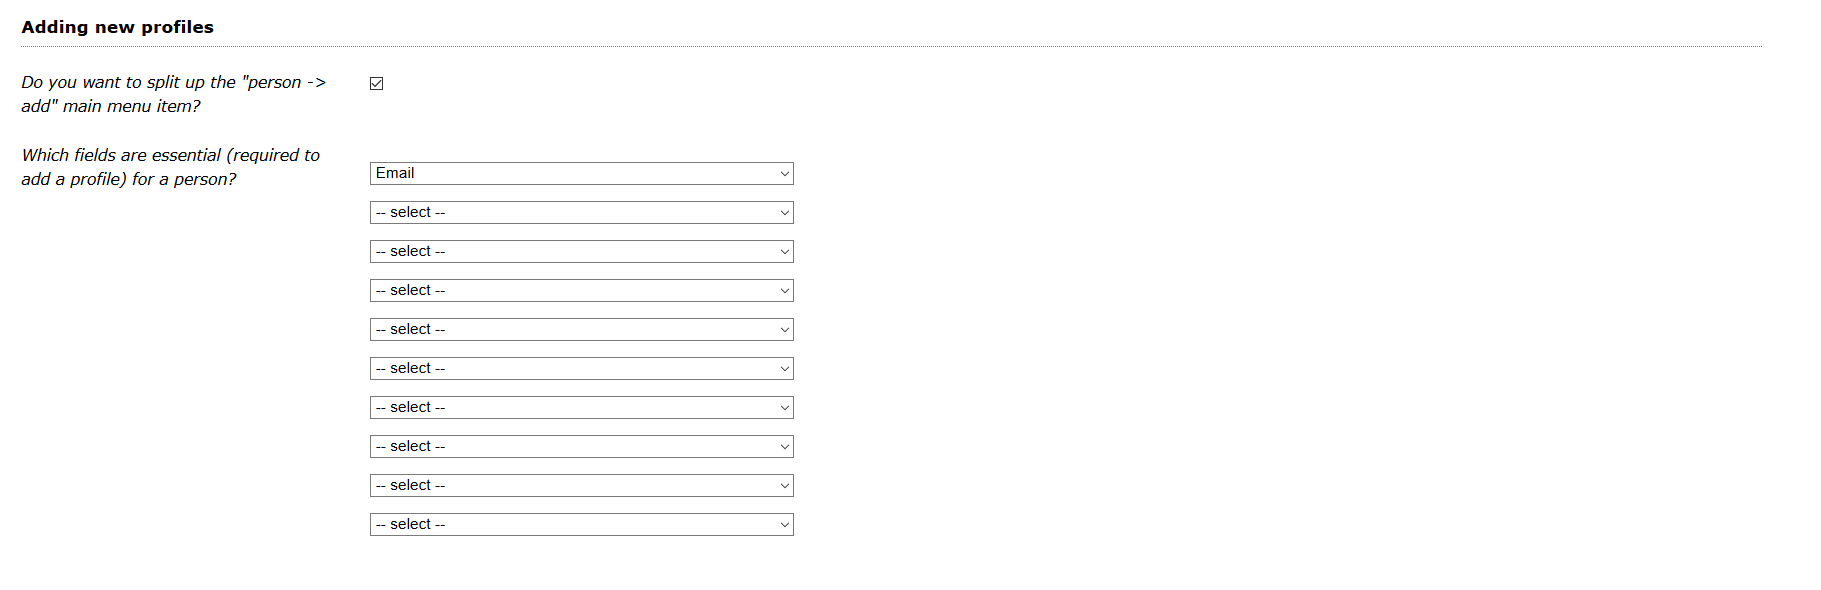 Adding new profiles
Do you want to split up the "person ->
add" main menu item?
Which fields are essential (required to
add a profile) for a person?
Email
-- select --
-- select --
-- select --
-- select --
-- select --
-- select --
-- select --
-- select --
-- select --